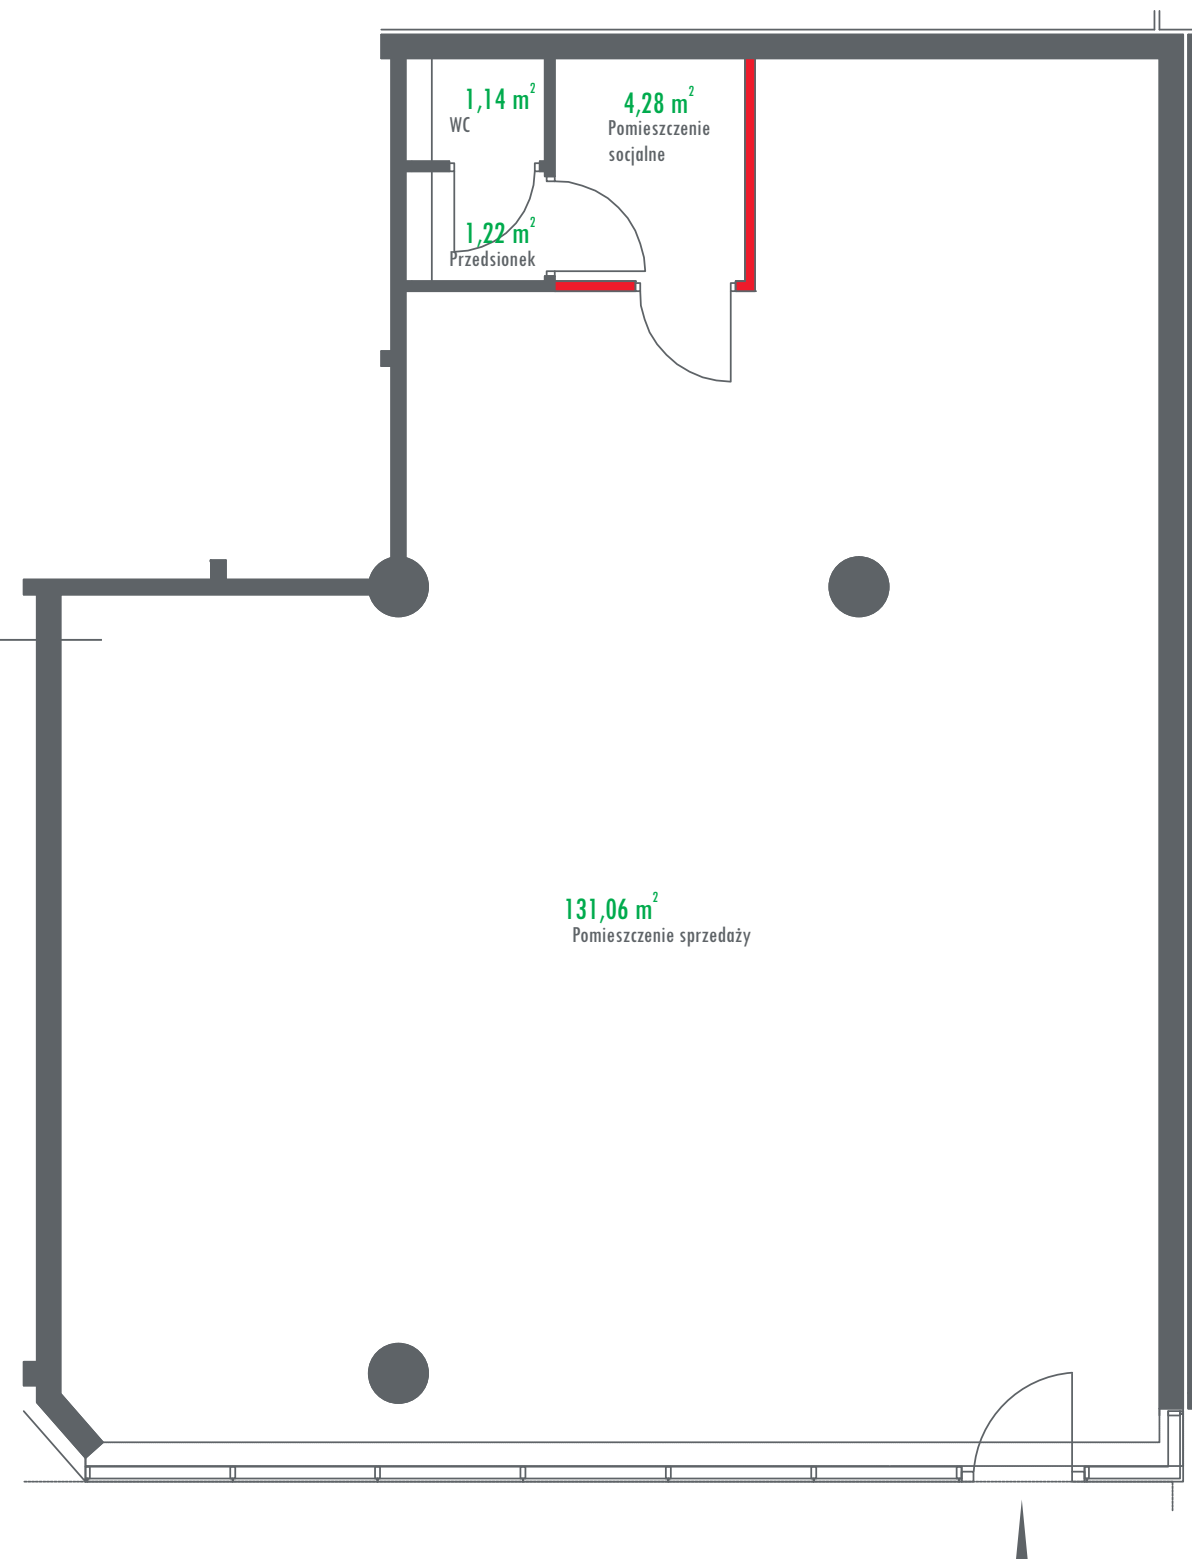 1,14 m²
WC
4,28 m²
Pomieszczenie
socjalne
1,22 m²
Przedsionek
131,06 m²
Pomieszczenie sprzedaży